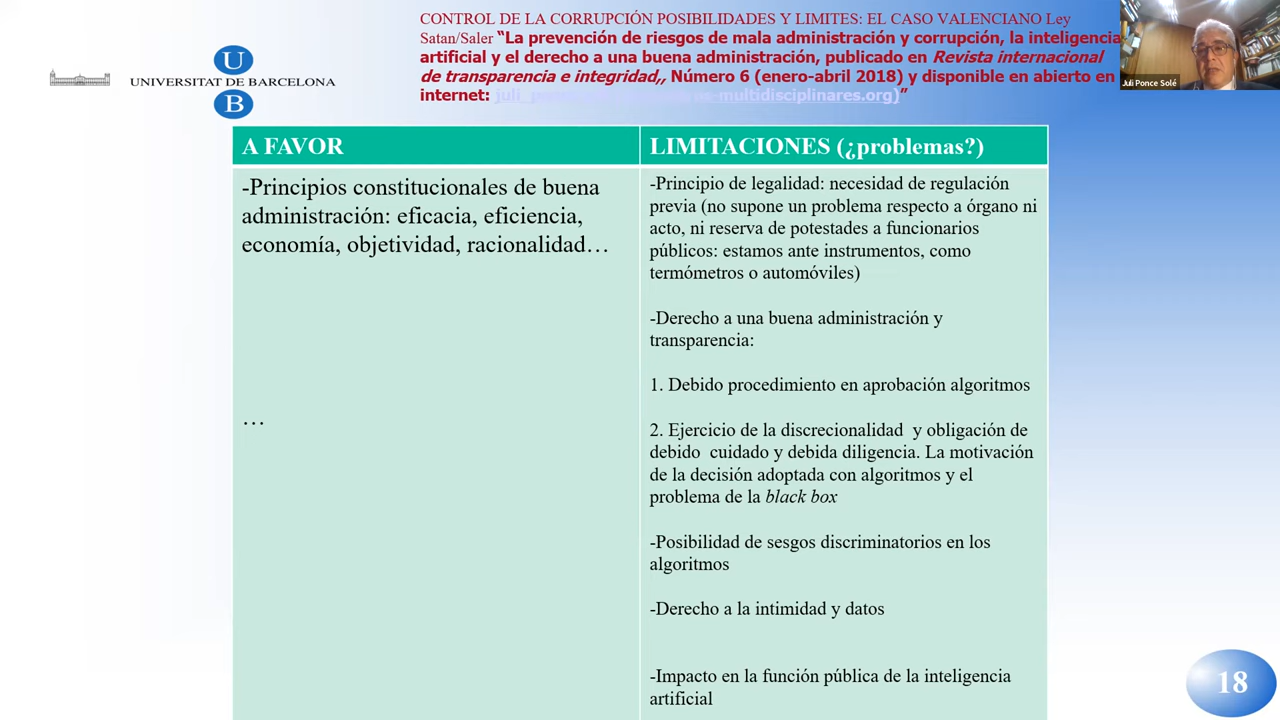 CONTROL DE LA CORRUPCIÓN POSIBILIDADES Y LIMITES: EL CASO VALENCIANO Ley
Satan/Saler “La prevención de riesgos de mala administración y corrupción, la inteligencia
artificial y el derecho a una buena administración, publicado en Revista internacional
de transparencia e integridad,, Número 6 (enero-abril 2018) y disponible en abierto en
internet: juli_ -multidisciplinares.org)”
U
UNIVERSITAT DE BARCELONA
B
Juli Ponce Solé
A FAVOR
-Principios constitucionales de buena
administración: eficacia, eficiencia,
economía, objetividad, racionalidad…
…
LIMITACIONES (¿problemas?)
-Principio de legalidad: necesidad de regulación
previa (no supone un problema respecto a órgano ni
acto, ni reserva de potestades a funcionarios
públicos: estamos ante instrumentos, como
termómetros o automóviles)
-Derecho a una buena administración y
transparencia:
1. Debido procedimiento en aprobación algoritmos
2. Ejercicio de la discrecionalidad y obligación de
debido cuidado y debida diligencia. La motivación
de la decisión adoptada con algoritmos y el
problema de la black box
-Posibilidad de sesgos discriminatorios en los
algoritmos
-Derecho a la intimidad y datos
-Impacto en la función pública de la inteligencia
artificial
18